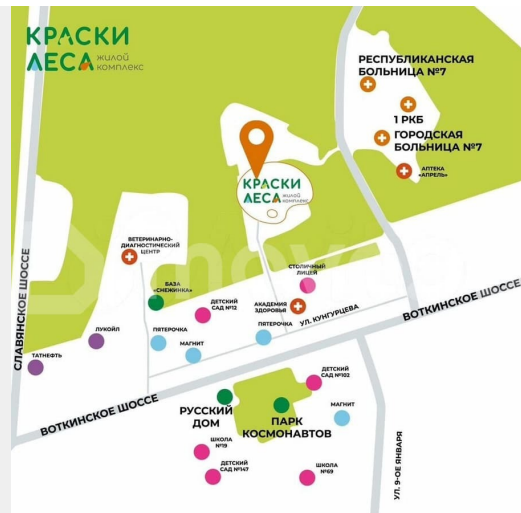 КРАСКИ
ЛЕСА жилой
комплекс
РЕСПУБЛИКАНСКАЯ
БОЛЬНИЦА №7
1 РКБ
ГОРОДСКАЯ
БОЛЬНИЦА №7
АПТЕКА
«АПРЕЛЬ»
КРАСКИ
ЛЕСА жилой
комплекс
ВЕТЕРИНАРНО-
ДИАГНОСТИЧЕСКИЙ
ЦЕНТР
БАЗА
«СНЕЖИНКА»
ДЕТСКИЙ
САД №12
СТОЛИЧНЫЙ
ЛИЦЕЙ
АКАДЕМИЯ
ЗДОРОВЬЯ
УЛ. КУНГУРЦЕВА
ВОТКИНСКОЕ ШОССЕ
СЛАВЯНСКОЕ ШОССЕ
ЛУКОЙЛ
ТАТНЕФТЬ
ПЯТЕРОЧКА
МАГНИТ
ПЯТЕРОЧКА
ВОТКИНСКОЕ ШОССЕ
РУССКИЙ
ДОМ
ПАРК
КОСМОНАВТОВ
ДЕТСКИЙ
САД №102
МАГНИТ
ШКОЛА
№19
ДЕТСКИЙ
САД №147
ШКОЛА
№69
УЛ. 9-ОЕ ЯНВАРЯ